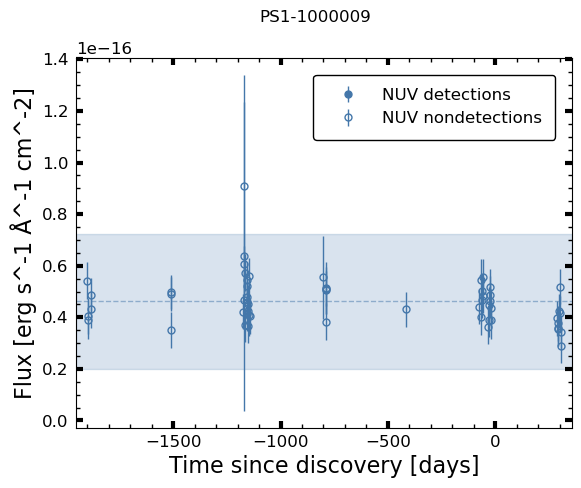 PS1-1000009
1e−16
NUV detections
NUV nondetections
Flux [erg s^-1 Å^-1 cm^-2]
1.4
1.2
1.0
0.8
0.6
0.4
0.2
0.0
−1500 −1000 −500 0
Time since discovery [days]